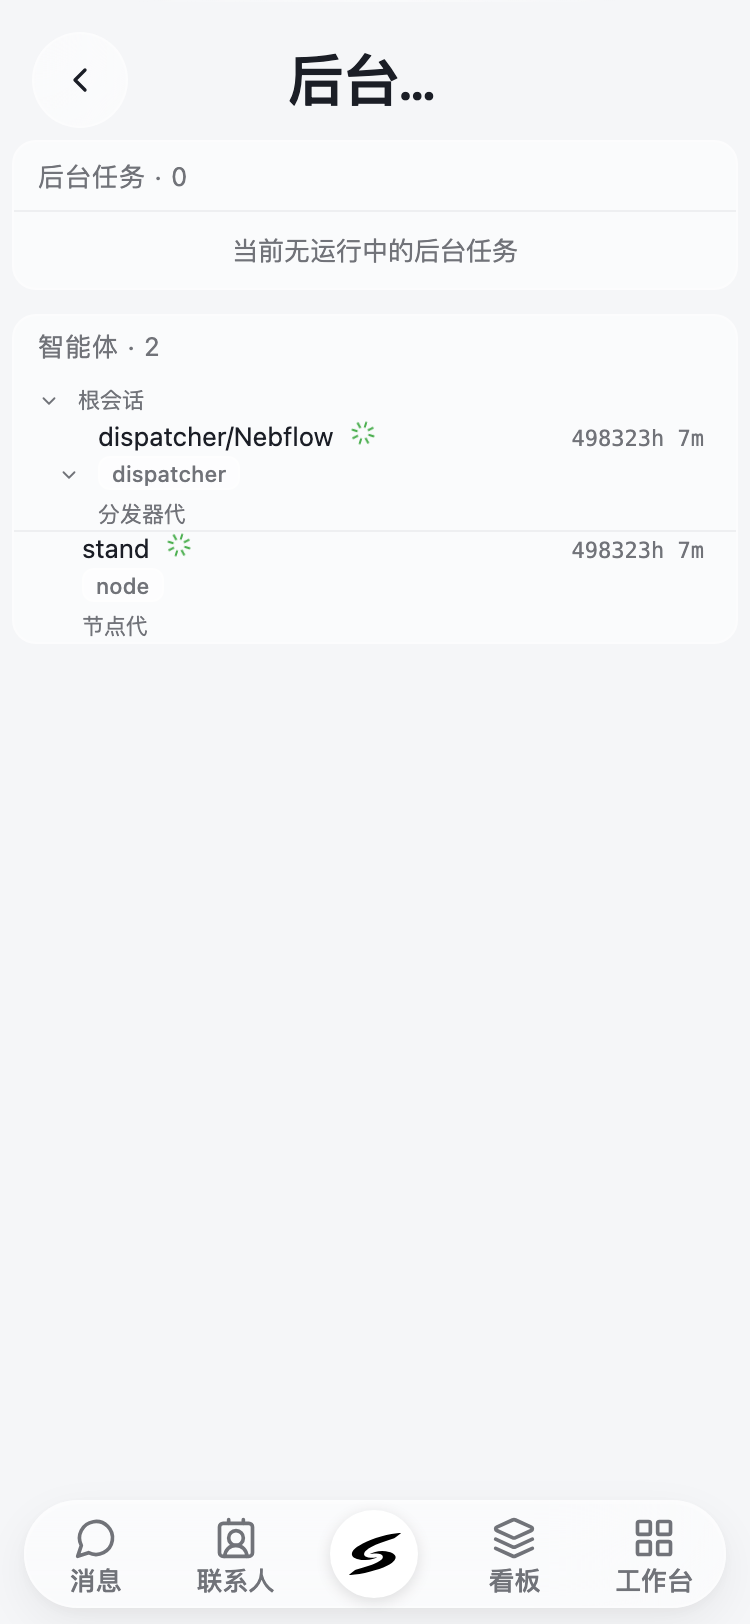 后台...
后台任务 · 0
当前无运行中的后台任务
智能体 · 2
根会话
dispatcher/Nebflow 498323h 7m
dispatcher
分发器代
stand 498323h 7m
node
节点代
消息 联系人 看板 工作台